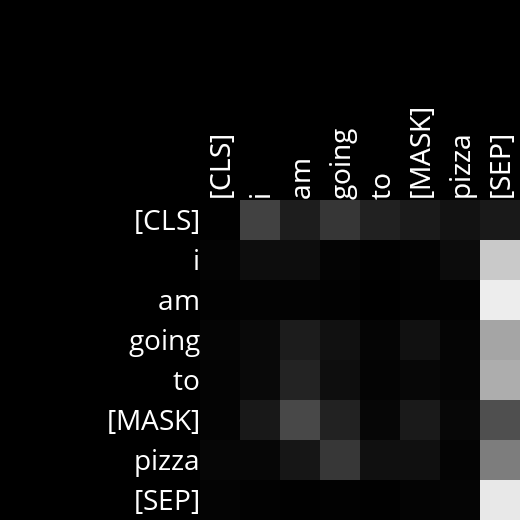 [CLS]
i
am
going
to
[MASK]
pizza
[SEP]
[CLS]
i
am
going
to
[MASK]
pizza
[SEP]